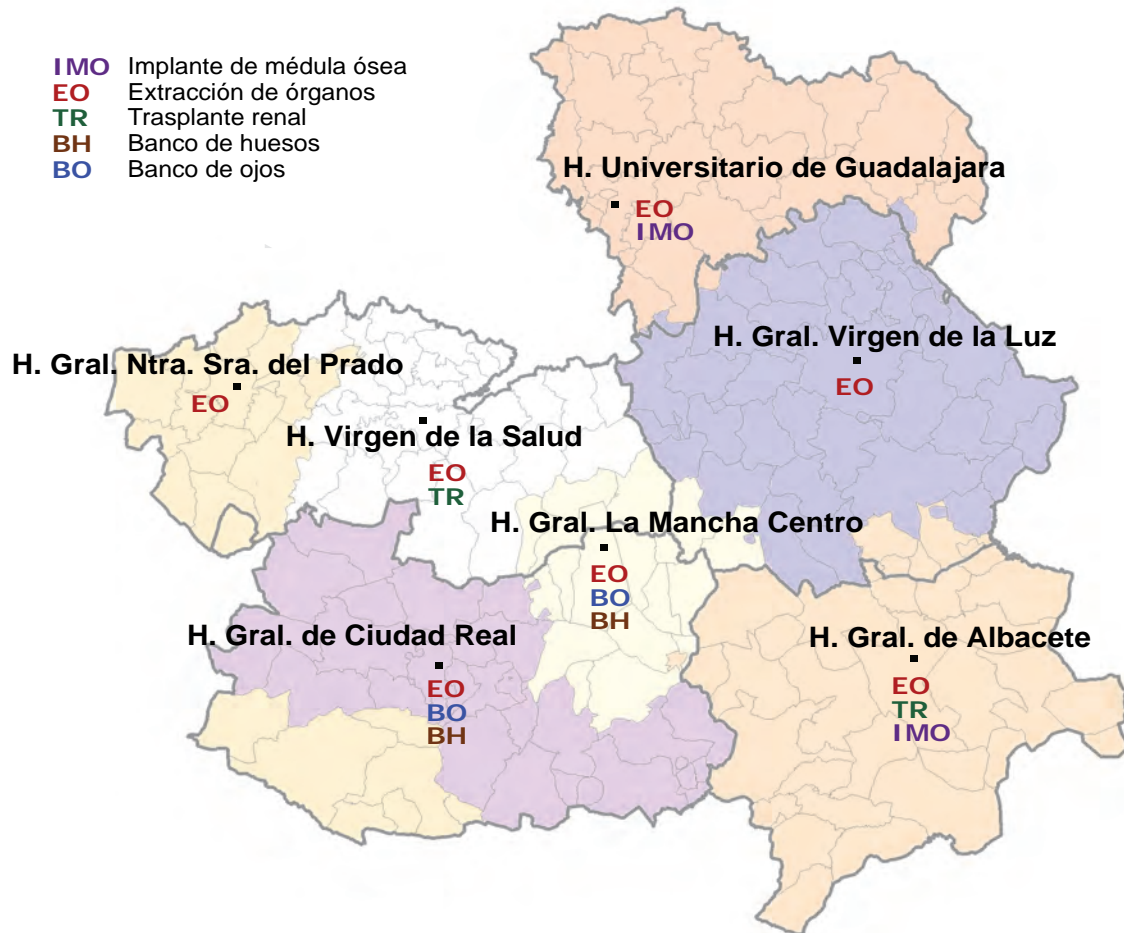 IMO Implante de médula ósea
EO Extracción de órganos
TR Trasplante renal
BH Banco de huesos
BO Banco de ojos
H. Universitario de Guadalajara
EO
IMO
H. Gral. Virgen de la Luz
EO
H. Gral. Ntra. Sra. del Prado
EO
H. Virgen de la Salud
EO
TR
H. Gral. La Mancha Centro
EO
BO
BH
H. Gral. de Ciudad Real
EO
BO
BH
H. Gral. de Albacete
EO
TR
IMO